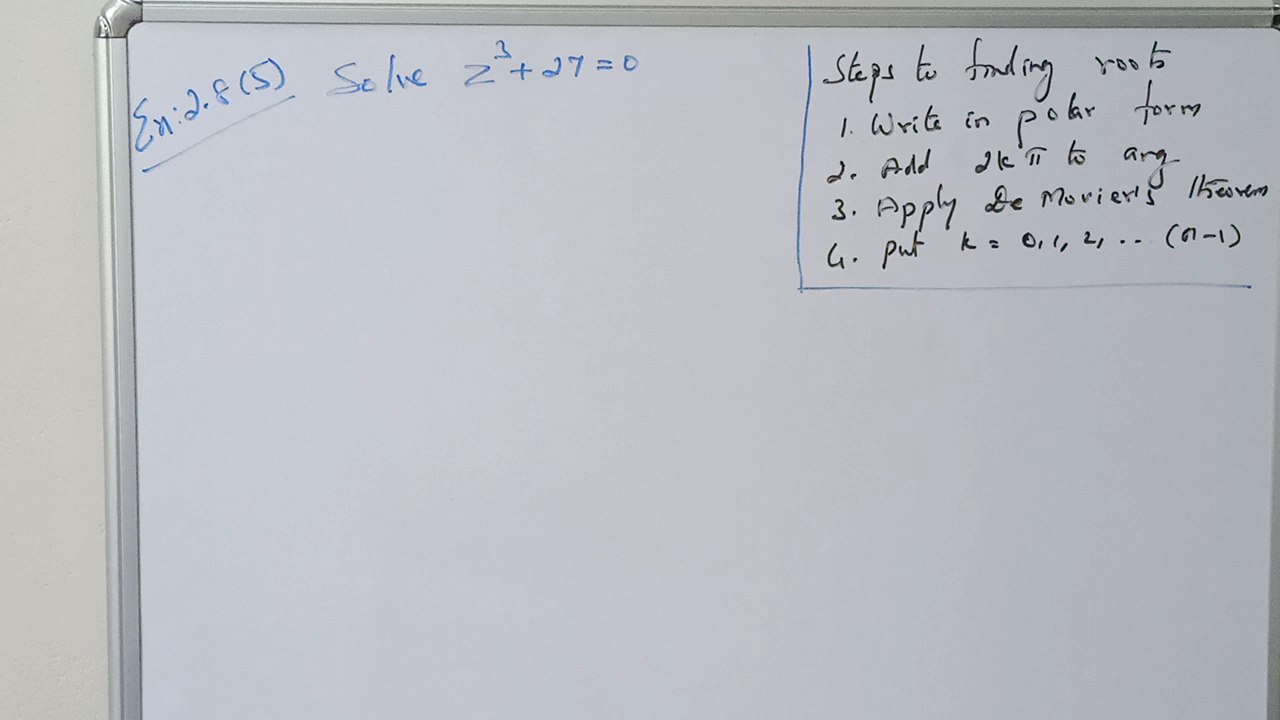 Ex: 2.8 (5) Solve z³ + 27 = 0
Steps to finding roots
1. Write in polar form
2. Add 2kπ to arg
3. Apply De Movier's theorem
4. put k = 0, 1, 2, .. (n-1)